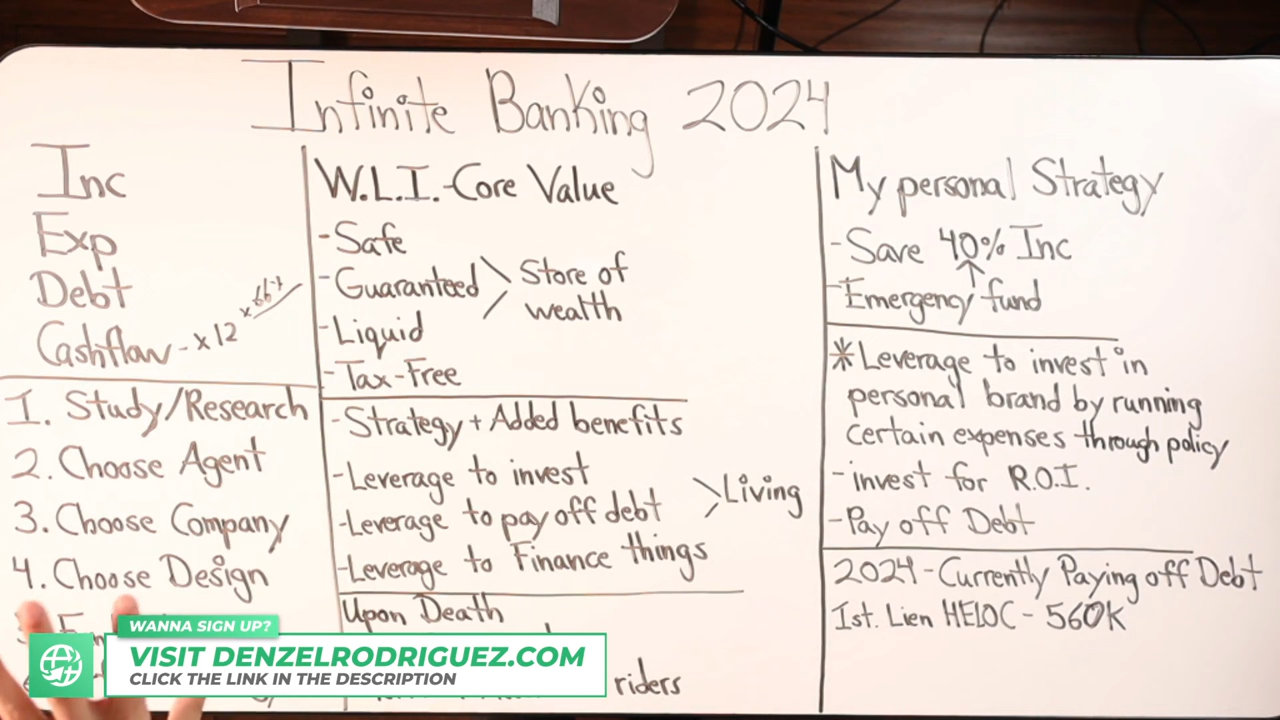 Infinite Banking 2024
Inc
Exp
Debt
Cashflow - x 12
1. Study/Research
2. Choose Agent
3. Choose Company
4. Choose Design
W.L.I.-Core Value
-Safe
-Guaranteed
-Liquid
Store of
wealth
-Tax-Free
-Strategy + Added benefits
-Leverage to invest
-Leverage to pay off debt
-Leverage to Finance things
Living
Upon Death
riders
My personal Strategy
-Save 40% Inc
-Emergency fund
*Leverage to invest in
personal brand by running
certain expenses through policy
-invest for R.O.I.
-Pay off Debt
2024-Currently Paying off Debt
1st. Lien HELOC - 560K
WANNA SIGN UP?
VISIT DENZELRODRIGUEZ.COM
CLICK THE LINK IN THE DESCRIPTION